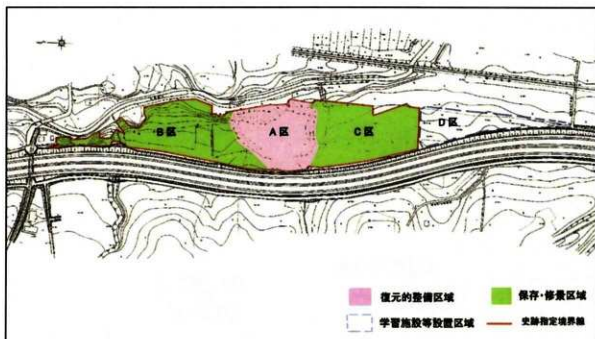 B区
A区
C区
D区
復元的整備区域
保存・修景区域
学習施設等設置区域
史跡指定境界線